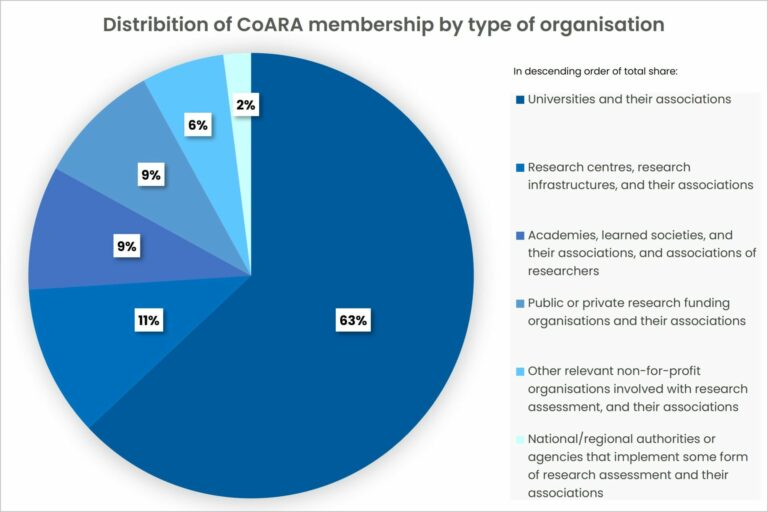 Distribition of CoARA membership by type of organisation
In descending order of total share:
Universities and their associations
Research centres, research
infrastructures, and their associations
Academies, learned societies, and
their associations, and associations of
researchers
Public or private research funding
organisations and their associations
Other relevant non-for-profit
organisations involved with research
assessment, and their associations
National/regional authorities or
agencies that implement some form
of research assessment and their
associations
2%
6%
9%
9%
11%
63%